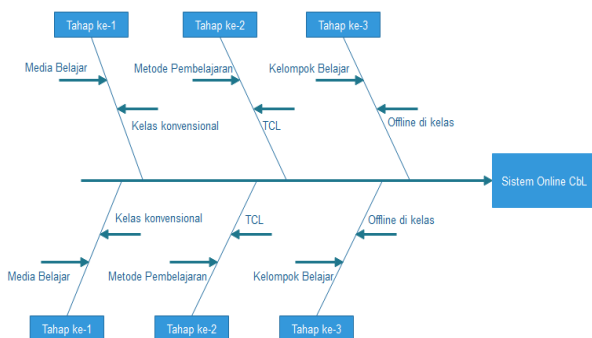 Tahap ke-1
Tahap ke-2
Tahap ke-3
Media Belajar
Metode Pembelajaran
Kelompok Belajar
Kelas konvensional
TCL
Offline di kelas
Sistem Online CbL
Kelas konvensional
TCL
Offline di kelas
Media Belajar
Metode Pembelajaran
Kelompok Belajar
Tahap ke-1
Tahap ke-2
Tahap ke-3